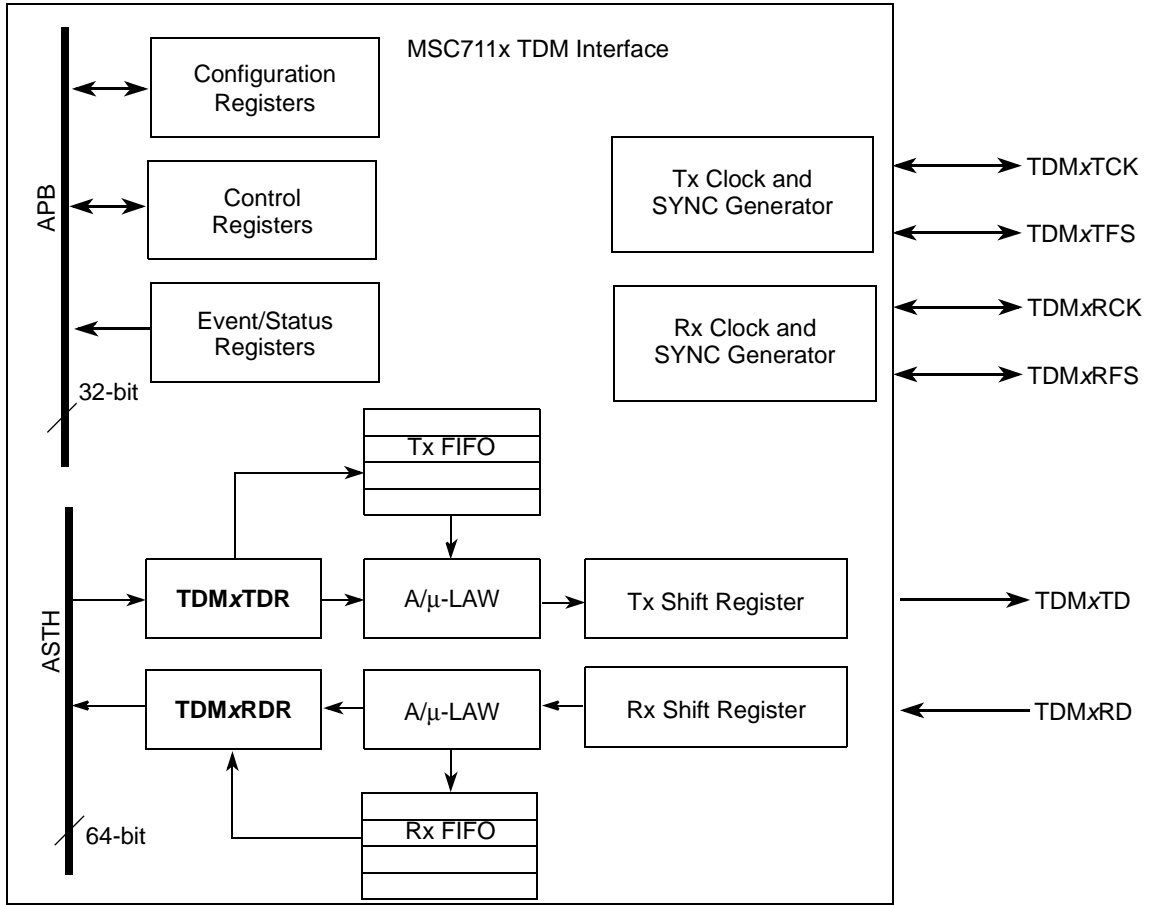 MSC711x TDM Interface
Configuration
Registers
Control
Registers
Event/Status
Registers
APB
32-bit
Tx Clock and
SYNC Generator
Rx Clock and
SYNC Generator
TDMxTCK
TDMxTFS
TDMxRCK
TDMxRFS
Tx FIFO
TDMxTDR
A/μ-LAW
Tx Shift Register
TDMxTD
ASTH
TDMxRDR
A/μ-LAW
Rx Shift Register
TDMxRD
Rx FIFO
64-bit